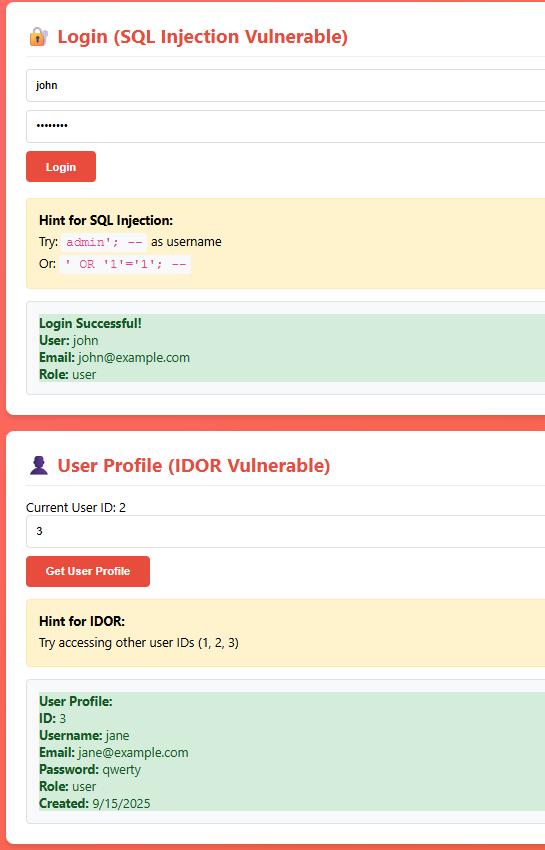 Login (SQL Injection Vulnerable)
john
••••••••
Login
Hint for SQL Injection:
Try: admin'; -- as username
Or: ' OR '1'='1'; --
Login Successful!
User: john
Email: john@example.com
Role: user
User Profile (IDOR Vulnerable)
Current User ID: 2
3
Get User Profile
Hint for IDOR:
Try accessing other user IDs (1, 2, 3)
User Profile:
ID: 3
Username: jane
Email: jane@example.com
Password: qwerty
Role: user
Created: 9/15/2025